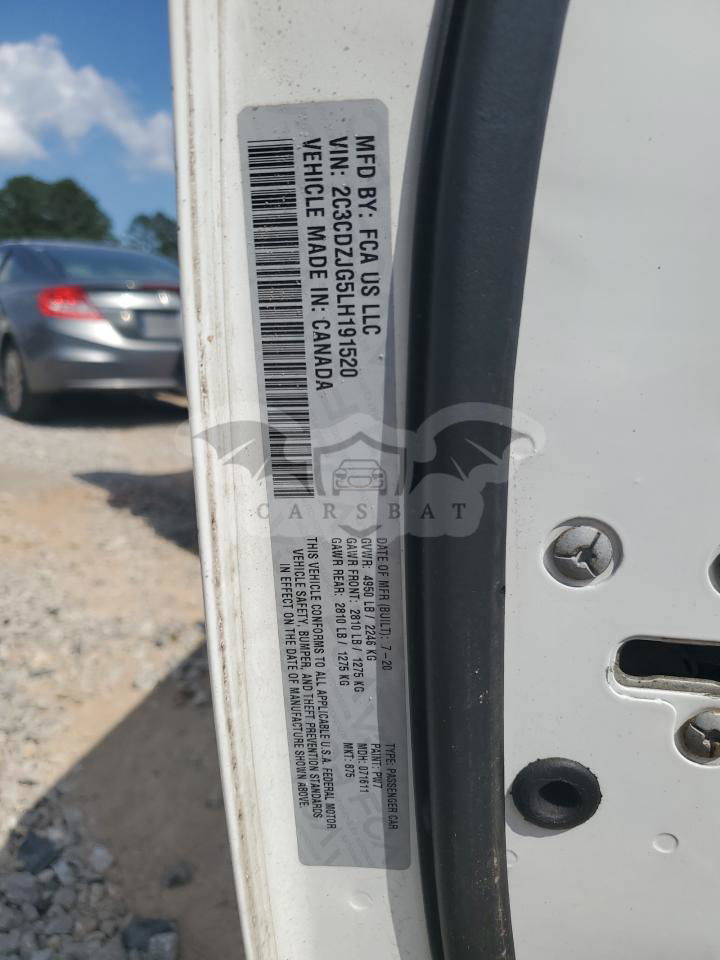 MFD BY: FCA US LLC
VIN: 2C3CDZJG5LH191520
VEHICLE MADE IN: CANADA
DATE OF MFR (BUILT): 7-20
GVWR: 4950 LB / 2246 KG
GAWR FRONT: 2810 LB / 1275 KG
GAWR REAR: 2810 LB / 1275 KG
THIS VEHICLE CONFORMS TO ALL APPLICABLE U.S.A. FEDERAL MOTOR
VEHICLE SAFETY, BUMPER, AND THEFT PREVENTION STANDARDS
IN EFFECT ON THE DATE OF MANUFACTURE SHOWN ABOVE.
TYPE: PASSENGER CAR
PAINT: PW7
MDH: 071611
MKT: 875
CARSBAT